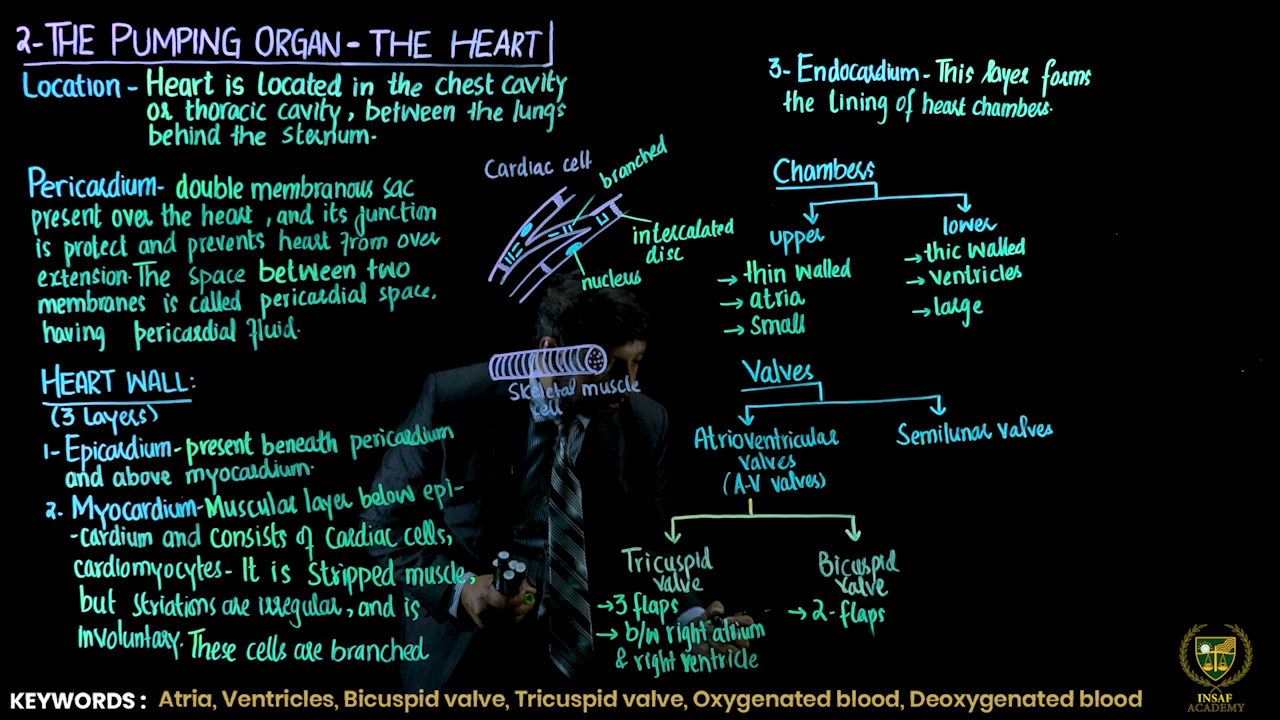 2-THE PUMPING ORGAN - THE HEART
Location - Heart is located in the chest cavity
or thoracic cavity, between the lungs
behind the sternum.
Pericardium- double membranous sac
present over the heart, and its junction
is protect and prevents heart from over
extension. The space between two
membranes is called pericardial space,
having pericardial fluid.
HEART WALL:
(3 Layers)
1- Epicardium- present beneath pericardium
and above myocardium.
2. Myocardium- Muscular layer below epi-
-cardium and consists of cardiac cells,
cardiomyocytes- It is stripped muscle,
but striations are irregular, and is
involuntary. These cells are branched
Cardiac cell
branched
intercalated
disc
nucleus
Skeletal muscle
cell
3- Endocardium - This layer forms
the lining of heart chambers.
Chambers
upper
→ thin walled
→ atria
→ small
lower
→ thic walled
→ ventricles
→ large
Valves
Atrioventricular
valves
(A-V valves)
Semilunar valves
Tricuspid
valve
→ 3 flaps
→ b/w right atrium
& right ventricle
Bicuspid
valve
→ 2-flaps
KEYWORDS : Atria, Ventricles, Bicuspid valve, Tricuspid valve, Oxygenated blood, Deoxygenated blood
INSAF
ACADEMY